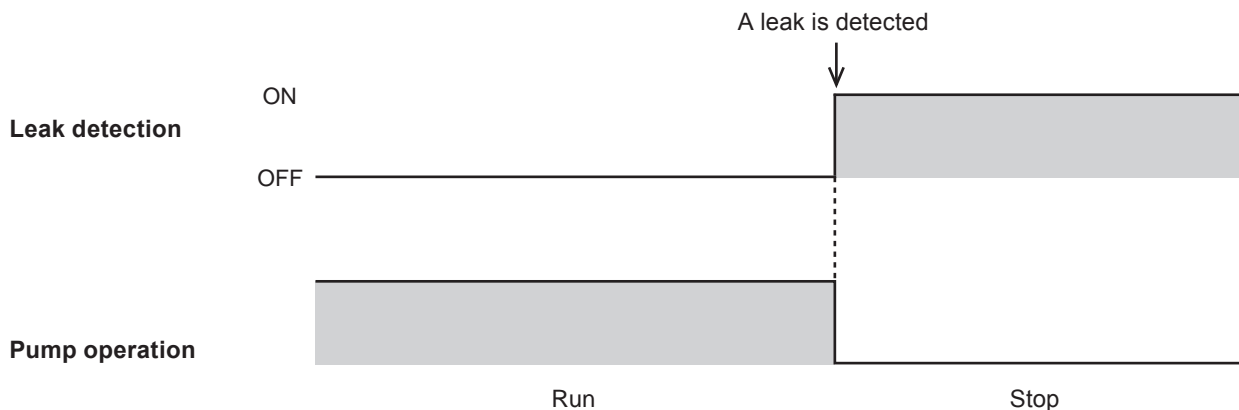 A leak is detected
ON
Leak detection
OFF
Pump operation
Run
Stop